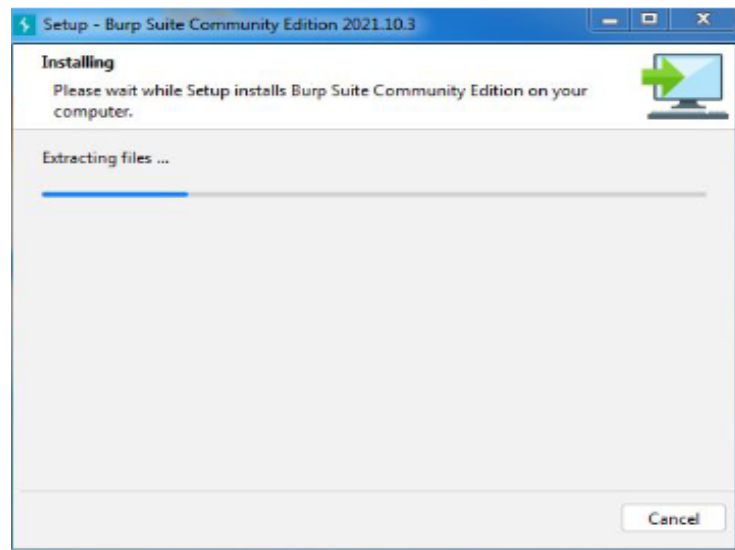 Setup - Burp Suite Community Edition 2021.10.3
Installing
Please wait while Setup installs Burp Suite Community Edition on your
computer.
Extracting files ...
Cancel